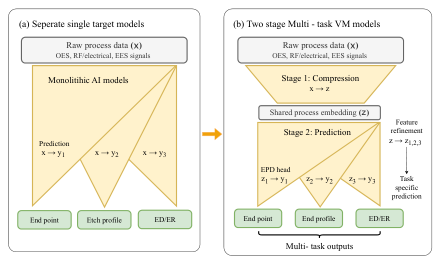 (a) Seperate single target models
Raw process data (x)
OES, RF/electrical, EES signals
Monolitihic AI models
Prediction
x → y₁
x → y₂
x → y₃
End point
Etch profile
ED/ER
(b) Two stage Multi - task VM models
Raw process data (x)
OES, RF/electrical, EES signals
Stage 1: Compression
x → z
Shared process embedding (z)
Stage 2: Prediction
EPD head
z₁ → y₁
z₂ → y₂
z₃ → y₃
Feature
refinement
z → z₁,₂,₃
Task
specific
prediction
End point
End profile
ED/ER
Multi- task outputs